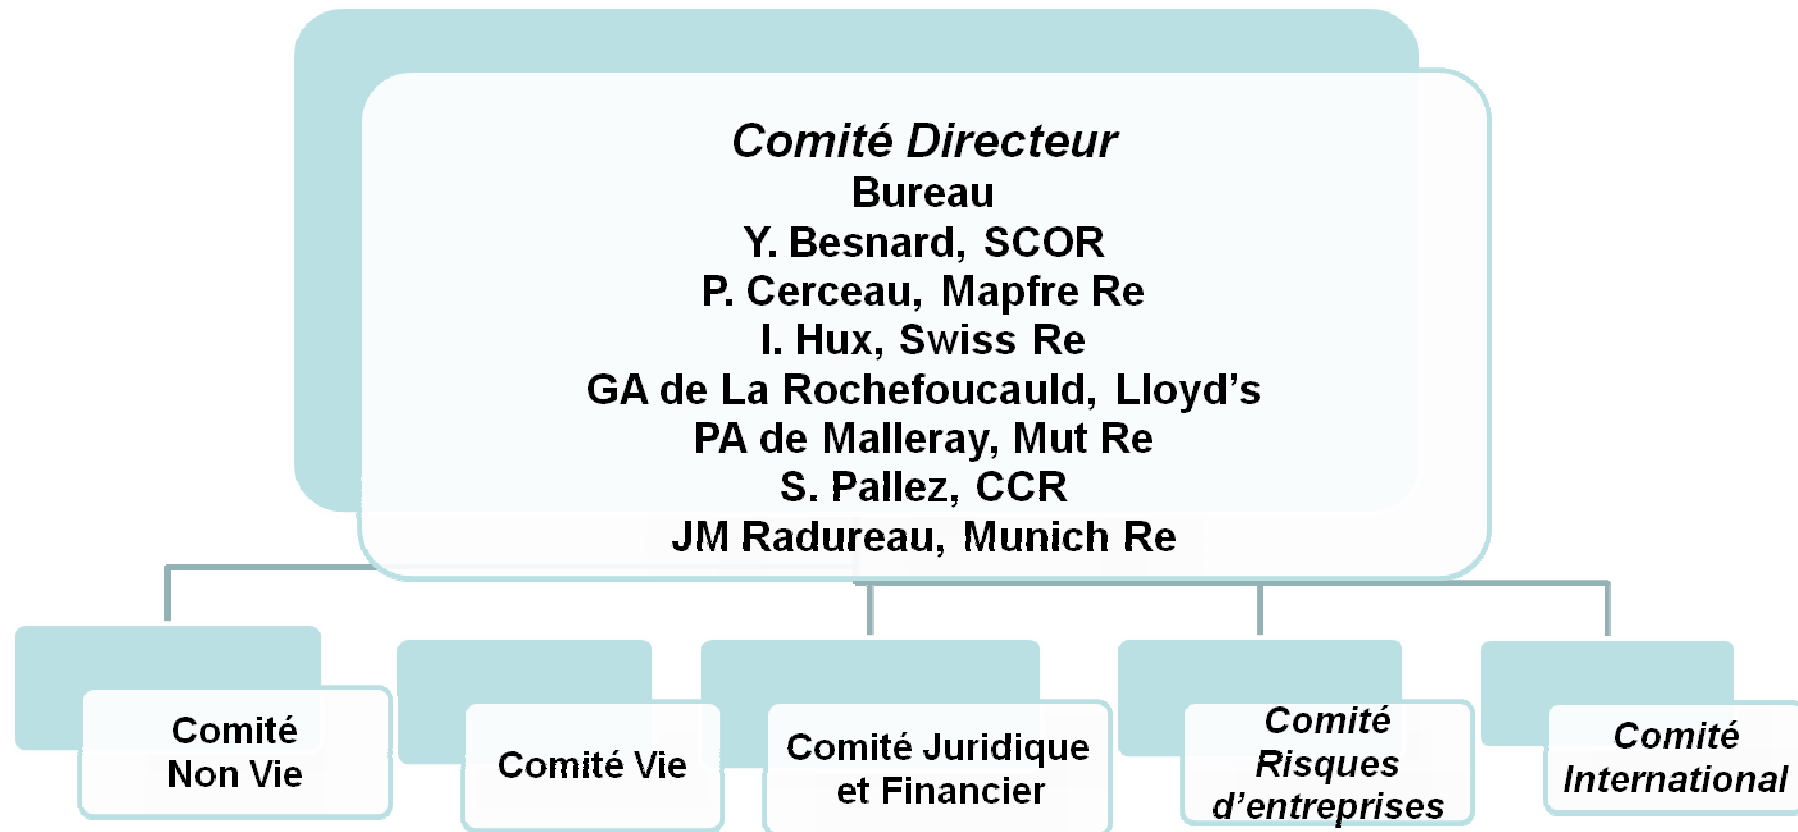 Comité Directeur
Bureau
Y. Besnard, SCOR
P. Cerceau, Mapfre Re
I. Hux, Swiss Re
GA de La Rochefoucauld, Lloyd’s
PA de Malleray, Mut Re
S. Pallez, CCR
JM Radureau, Munich Re
Comité
Non Vie
Comité Vie
Comité Juridique
et Financier
Comité
Risques
d’entreprises
Comité
International